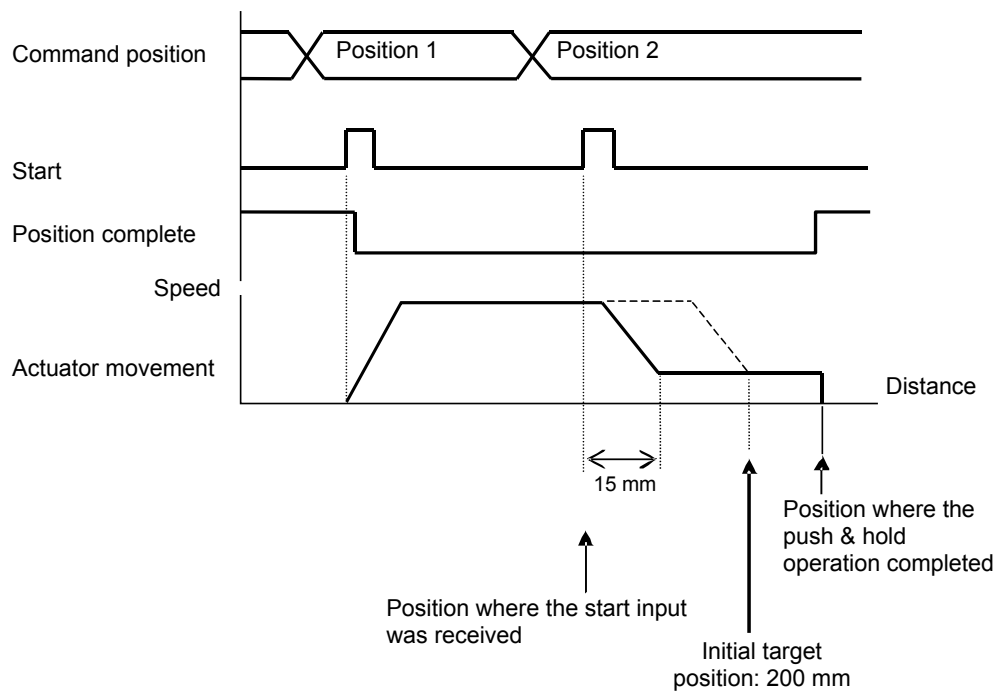 Command position
Position 1
Position 2
Start
Position complete
Speed
Actuator movement
Distance
15 mm
Position where the
push & hold
operation completed
Position where the start input
was received
Initial target
position: 200 mm